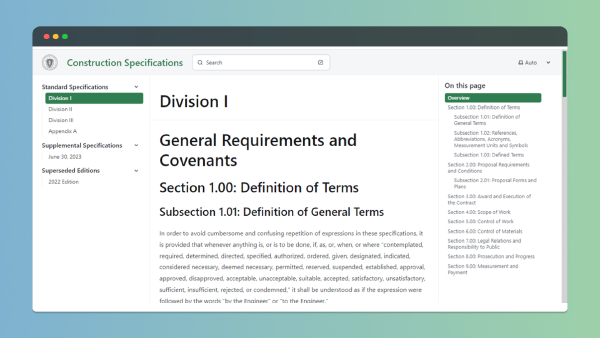 Construction Specifications
Search
Auto
Standard Specifications
Division I
Division II
Division III
Appendix A
Supplemental Specifications
June 30, 2023
Superseded Editions
2022 Edition
Division I
General Requirements and
Covenants
Section 1.00: Definition of Terms
Subsection 1.01: Definition of General Terms
In order to avoid cumbersome and confusing repetition of expressions in these specifications, it
is provided that whenever anything is, or is to be done, if, as, or, when, or where "contemplated,
required, determined, directed, specified, authorized, ordered, given, designated, indicated,
considered necessary, deemed necessary, permitted, reserved, suspended, established, approval,
approved, disapproved, acceptable, unacceptable, suitable, accepted, satisfactory, unsatisfactory,
sufficient, insufficient, rejected, or condemned," it shall be understood as if the expression were
followed by the words "by the Engineer" or "to the Engineer."
On this page
Overview
Section 1.00: Definition of Terms
Subsection 1.01: Definition of
General Terms
Subsection 1.02: References,
Abbreviations, Acronyms,
Measurement Units and Symbols
Subsection 1.03: Defined Terms
Section 2.00: Proposal Requirements
and Conditions
Subsection 2.01: Proposal Forms and
Plans
Section 3.00: Award and Execution of
the Contract
Section 4.00: Scope of Work
Section 5.00: Control of Work
Section 6.00: Control of Materials
Section 7.00: Legal Relations and
Responsibility to Public
Section 8.00: Prosecution and Progress
Section 9.00: Measurement and
Payment